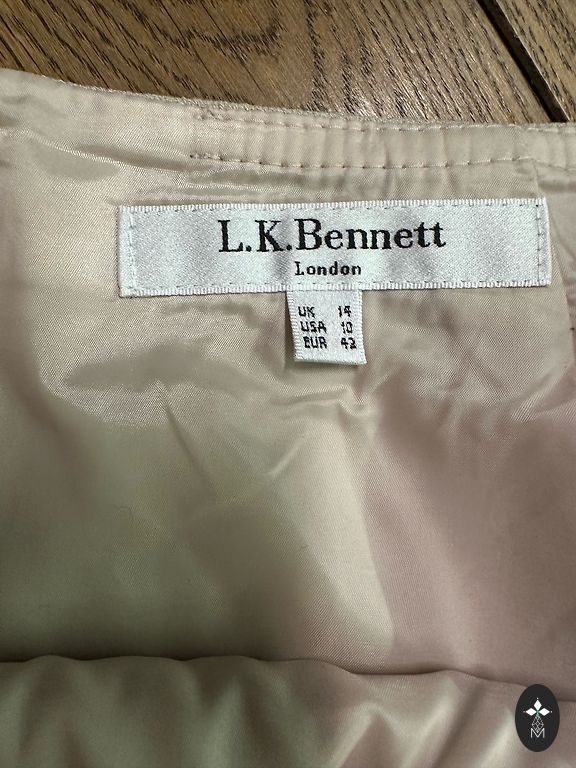 L.K.Bennett
London
UK 14
USA 10
EUR 42
M